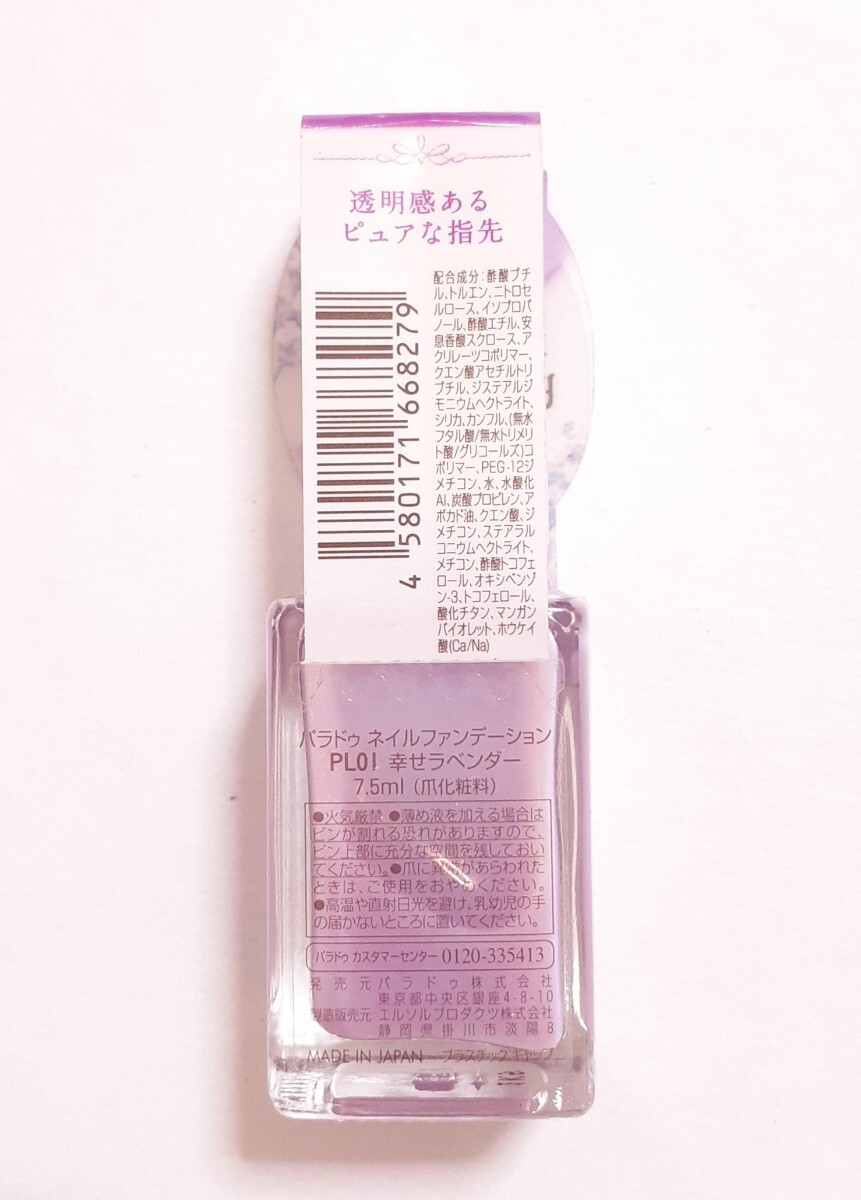 透明感ある
ピュアな指先
配合成分:酢酸ブチ
ル、トルエン、ニトロセ
ルロース、イソプロパ
ノール、酢酸エチル、安
息香酸スクロース、ア
クリレーツコポリマー、
クエン酸アセチルトリ
ブチル、ジステアルジ
モニウムヘクトライト、
シリカ、カンフル、(無水
フタル酸/無水トリメリ
ト酸/グリコールズ)コ
ポリマー、PEG-12ジ
メチコン、水、水酸化
Al、炭酸プロピレン、ア
ボカド油、クエン酸、ジ
メチコン、ステアラル
コニウムヘクトライト、
メチコン、酢酸トコフェ
ロール、オキシベンゾ
ン-3、トコフェロール、
酸化チタン、マンガン
バイオレット、ホウケイ
酸(Ca/Na)
4 580171 668279
パラドゥ ネイルファンデーション
PL01 幸せラベンダー
7.5ml (爪化粧料)
●火気厳禁 ●薄め液を加える場合は
ビンが割れる恐れがありますので、
ビン上部に充分な空間を残しておい
てください。●爪に異常があらわれた
ときは、ご使用をおやめください。
●高温や直射日光を避け、乳幼児の手
の届かないところに置いてください。
パラドゥ カスタマーセンター 0120-335413
発売元 パラドゥ株式会社
東京都中央区銀座4-8-10
製造販売元 エルソルプロダクツ株式会社
静岡県掛川市淡陽8
MADE IN JAPAN プラスチック:キャップ